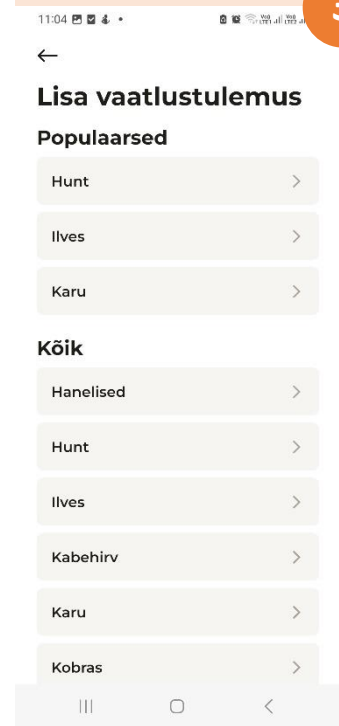 11:04
Lisa vaatlustulemus
Populaarsed
Hunt
Ilves
Karu
Kõik
Hanelised
Hunt
Ilves
Kabehirv
Karu
Kobras